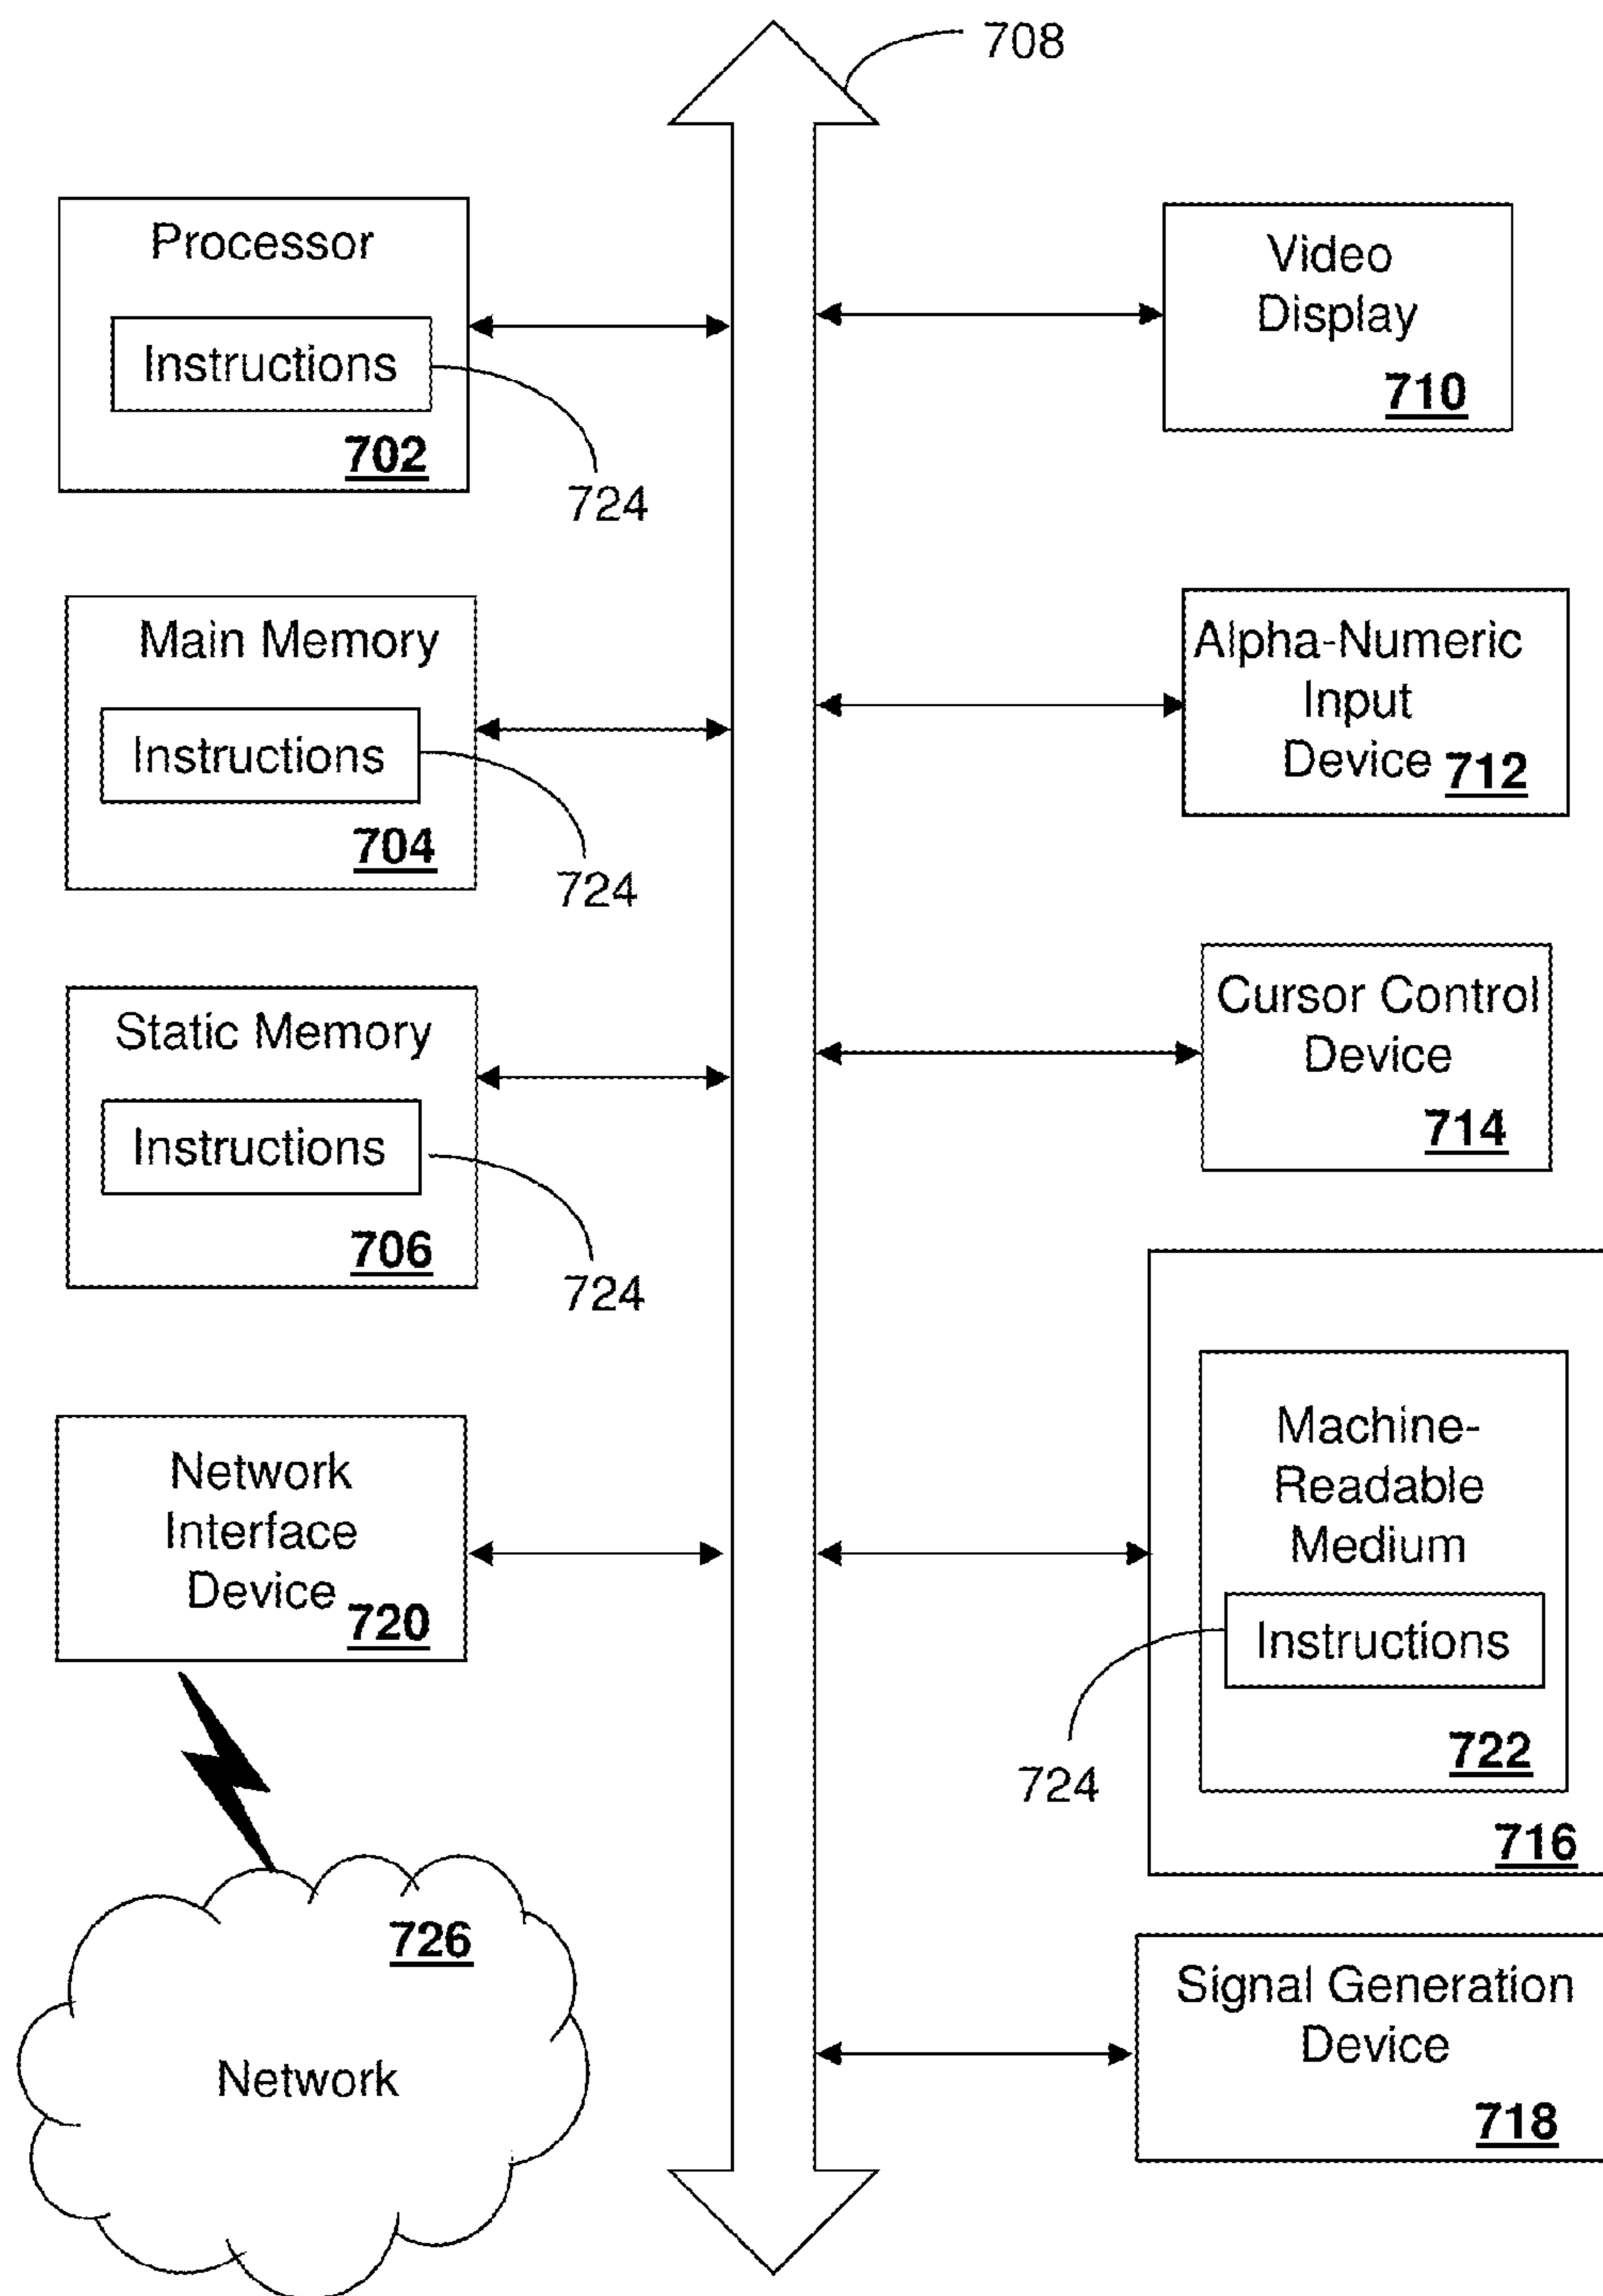 708
Processor
Instructions
702
724
Main Memory
Instructions
704
724
Static Memory
Instructions
706
724
Network
Interface
Device
720
726
Network
Video
Display
710
Alpha-Numeric
Input
Device
712
Cursor Control
Device
714
Machine-
Readable
Medium
Instructions
724
722
716
Signal Generation
Device
718